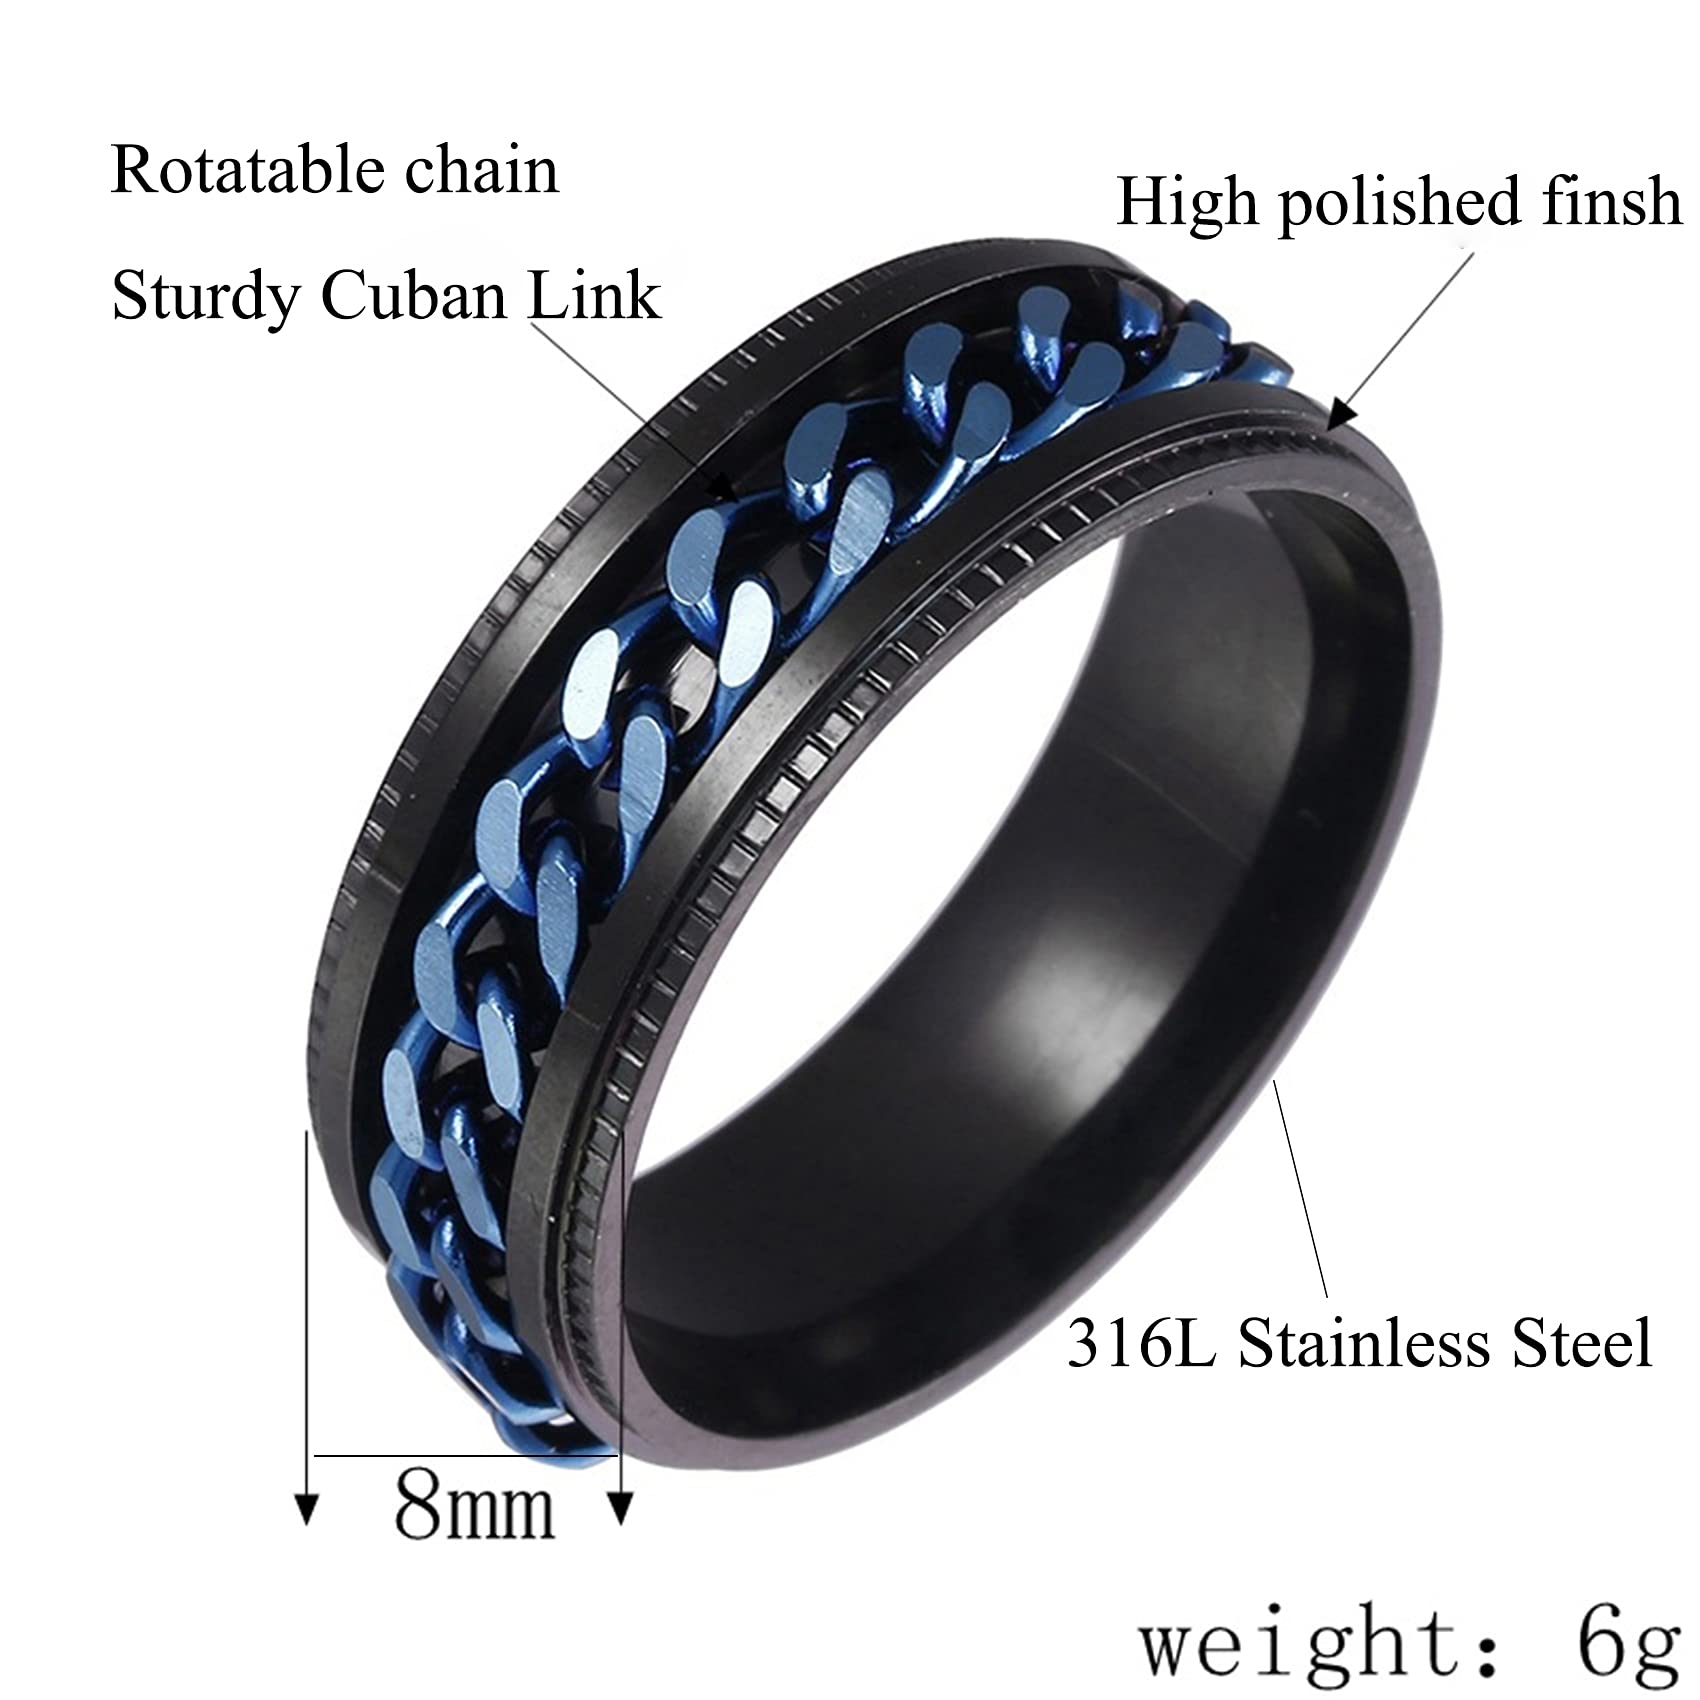 Rotatable chain
High polished finsh
Sturdy Cuban Link
316L Stainless Steel
8mm
weight: 6g